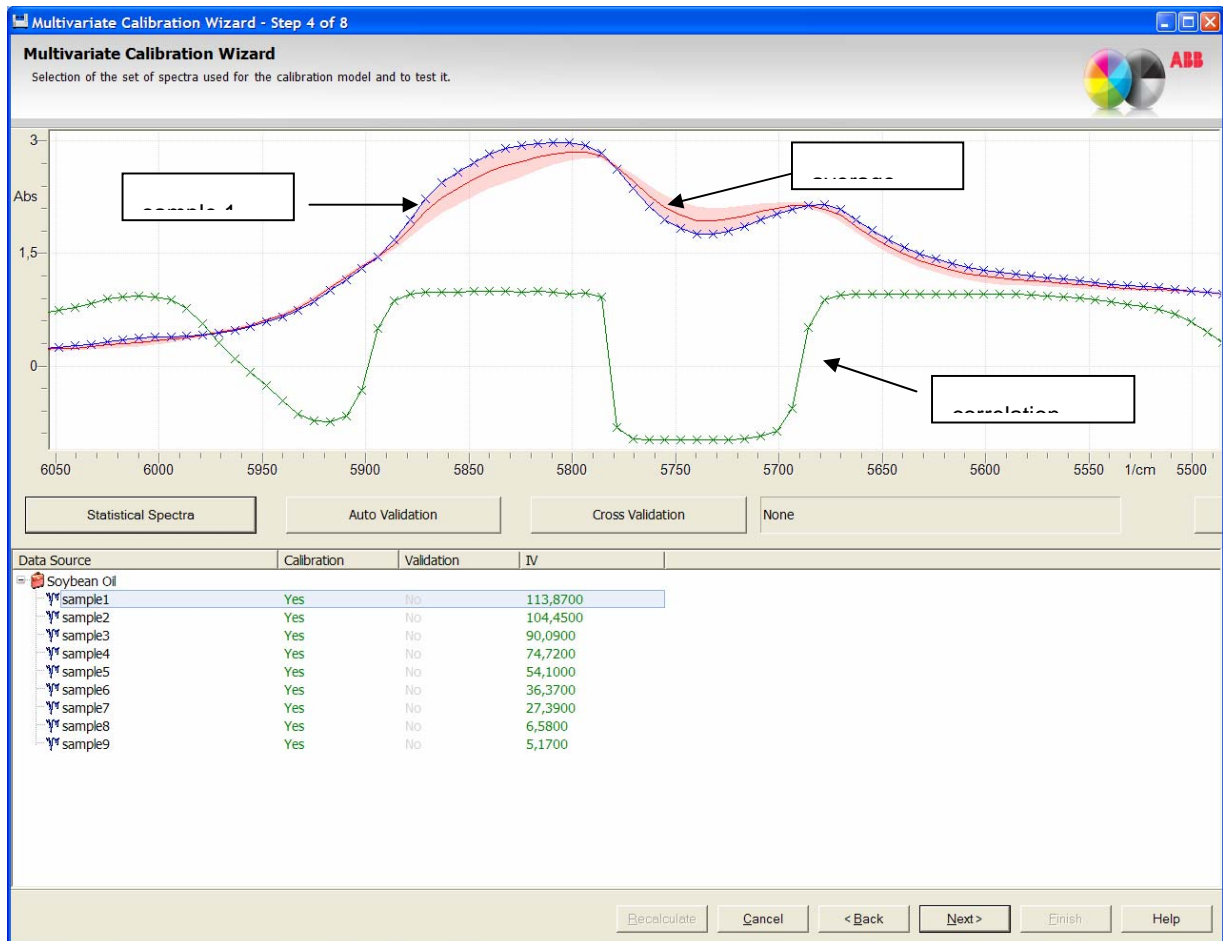 Multivariate Calibration Wizard - Step 4 of 8
Multivariate Calibration Wizard
Selection of the set of spectra used for the calibration model and to test it.
ABB
3
Abs
1,5
0
6050 6000 5950 5900 5850 5800 5750 5700 5650 5600 5550 1/cm 5500
Statistical Spectra Auto Validation Cross Validation None
Data Source Calibration Validation IV
Soybean Oil
sample1 Yes No 113,8700
sample2 Yes No 104,4500
sample3 Yes No 90,0900
sample4 Yes No 74,7200
sample5 Yes No 54,1000
sample6 Yes No 36,3700
sample7 Yes No 27,3900
sample8 Yes No 6,5800
sample9 Yes No 5,1700
Recalculate Cancel < Back Next > Finish Help